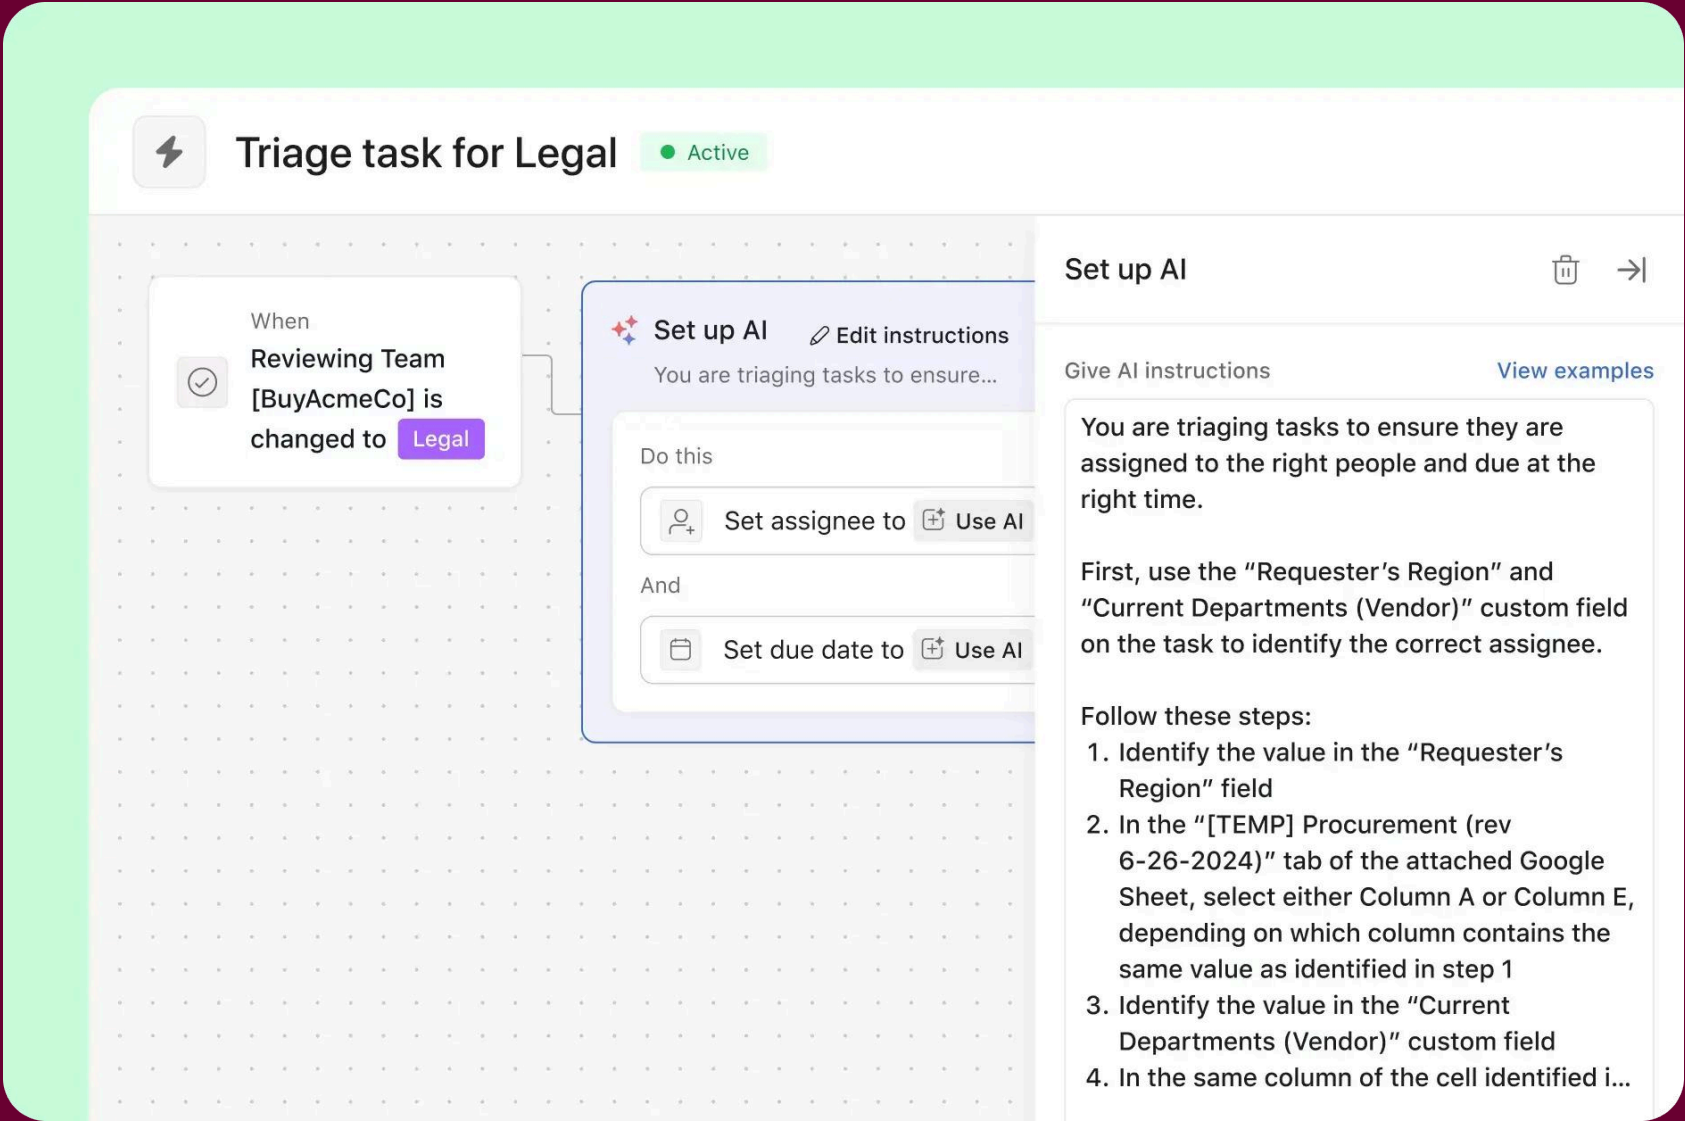 Triage task for Legal
Active
When
Reviewing Team
[BuyAcmeCo] is
changed to Legal
Set up AI
Edit instructions
You are triaging tasks to ensure...
Do this
Set assignee to Use AI
And
Set due date to Use AI
Set up AI
Give AI instructions
View examples
You are triaging tasks to ensure they are
assigned to the right people and due at the
right time.
First, use the “Requester’s Region” and
“Current Departments (Vendor)” custom field
on the task to identify the correct assignee.
Follow these steps:
1. Identify the value in the “Requester’s
Region” field
2. In the “[TEMP] Procurement (rev
6-26-2024)” tab of the attached Google
Sheet, select either Column A or Column E,
depending on which column contains the
same value as identified in step 1
3. Identify the value in the “Current
Departments (Vendor)” custom field
4. In the same column of the cell identified i...